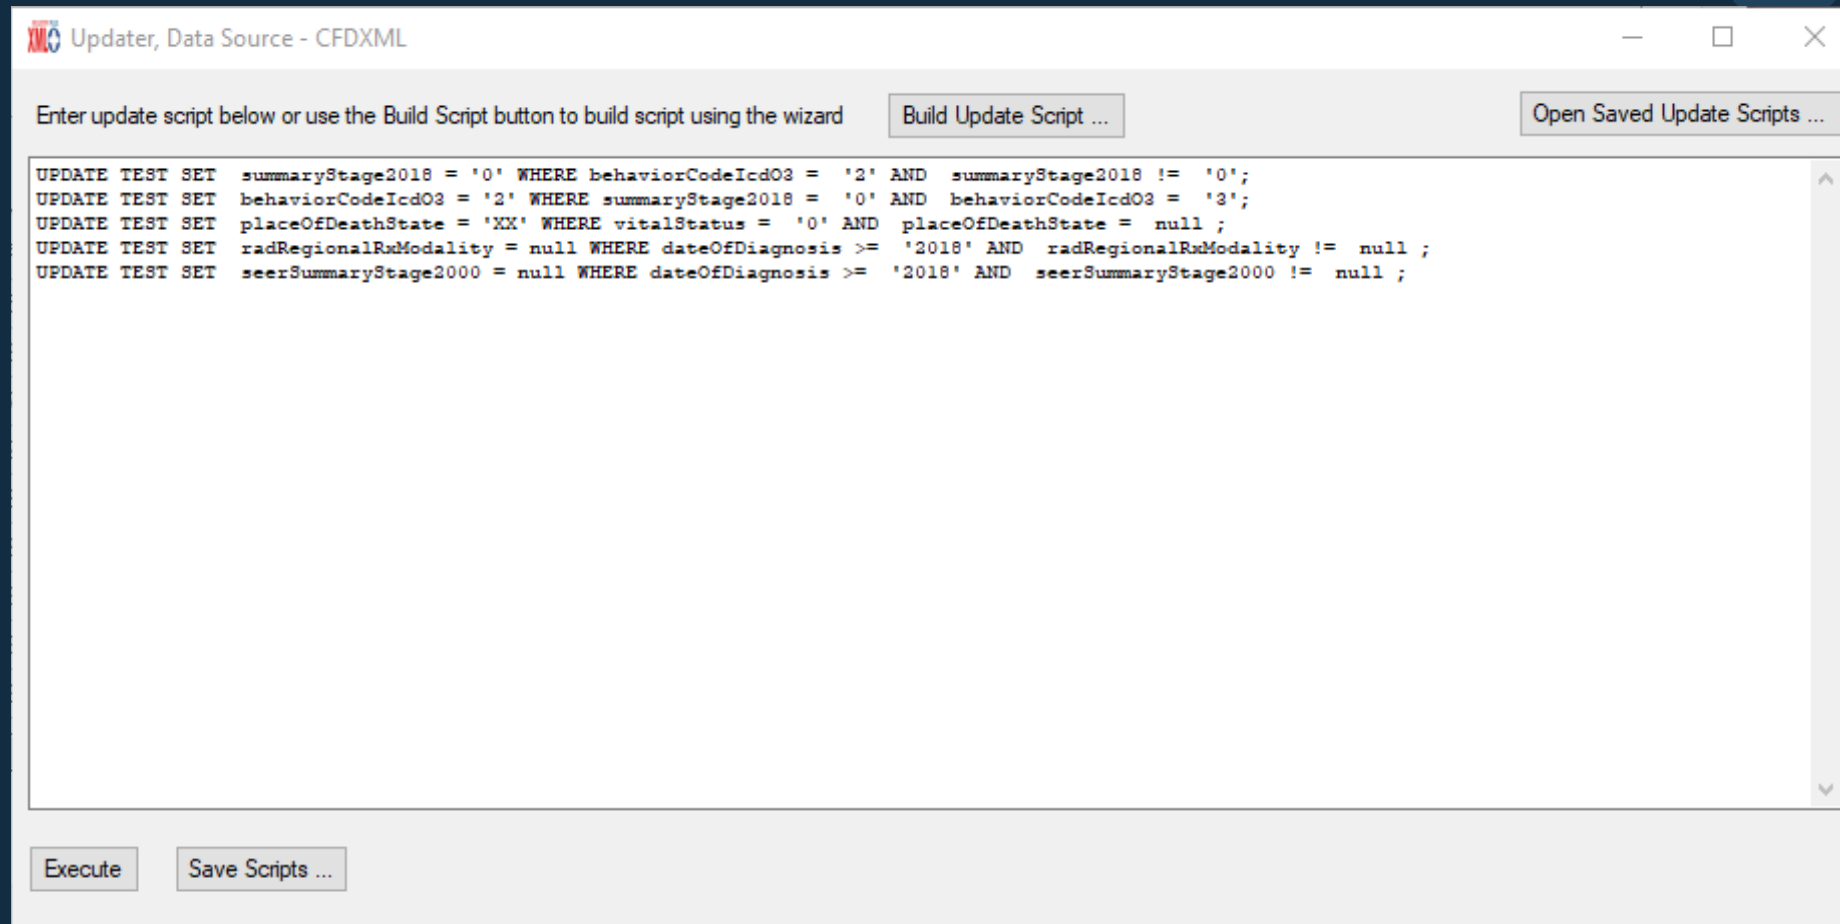 XML Updater, Data Source - CFDXML
Enter update script below or use the Build Script button to build script using the wizard
Build Update Script ...
Open Saved Update Scripts ...
UPDATE TEST SET  summaryStage2018 = '0' WHERE behaviorCodeIcdO3 =  '2' AND  summaryStage2018 !=  '0';
UPDATE TEST SET  behaviorCodeIcdO3 = '2' WHERE summaryStage2018 =  '0' AND  behaviorCodeIcdO3 =  '3';
UPDATE TEST SET  placeOfDeathState = 'XX' WHERE vitalStatus =  '0' AND  placeOfDeathState =  null ;
UPDATE TEST SET  radRegionalRxModality = null WHERE dateOfDiagnosis >=  '2018' AND  radRegionalRxModality !=  null ;
UPDATE TEST SET  seerSummaryStage2000 = null WHERE dateOfDiagnosis >=  '2018' AND  seerSummaryStage2000 !=  null ;
Execute
Save Scripts ...